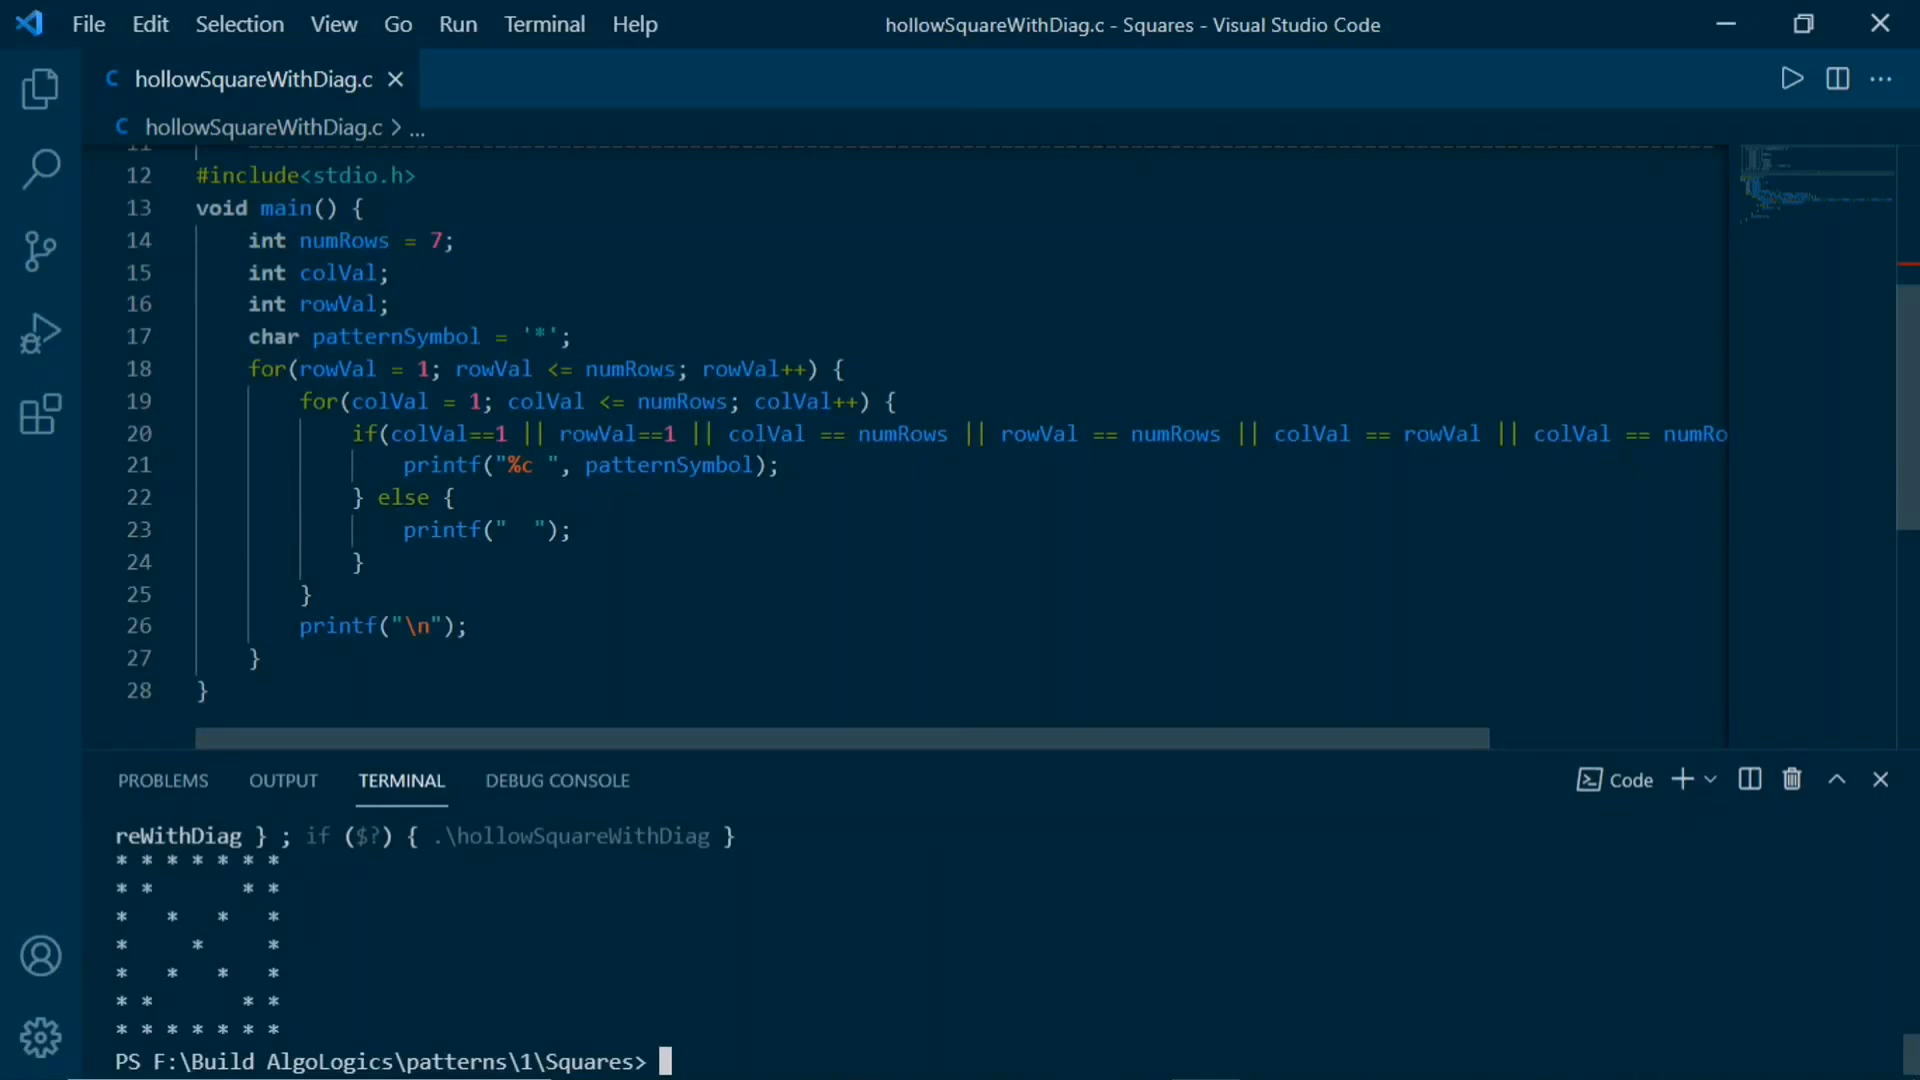 File Edit Selection View Go Run Terminal Help hollowSquareWithDiag.c - Squares - Visual Studio Code
C hollowSquareWithDiag.c
C hollowSquareWithDiag.c > ...
11 --------------------------------------------------------------------------------
12 #include<stdio.h>
13 void main() {
14     int numRows = 7;
15     int colVal;
16     int rowVal;
17     char patternSymbol = '*';
18     for(rowVal = 1; rowVal <= numRows; rowVal++) {
19         for(colVal = 1; colVal <= numRows; colVal++) {
20             if(colVal==1 || rowVal==1 || colVal == numRows || rowVal == numRows || colVal == rowVal || colVal == numRo
21                 printf("%c ", patternSymbol);
22             } else {
23                 printf("  ");
24             }
25         }
26         printf("\n");
27     }
28 }
PROBLEMS OUTPUT TERMINAL DEBUG CONSOLE Code
reWithDiag } ; if ($?) { .\hollowSquareWithDiag }
* * * * * * *
* *       * *
*   *   *   *
*     *     *
*   *   *   *
* *       * *
* * * * * * *
PS F:\Build AlgoLogics\patterns\1\Squares>